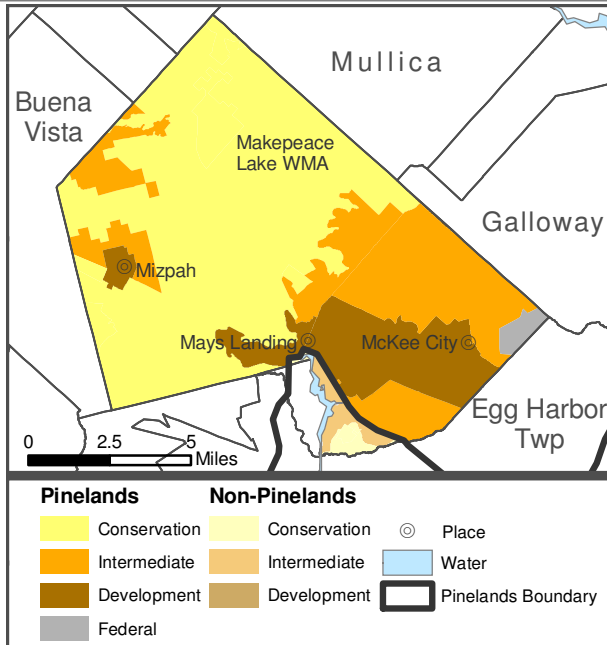 Mullica
Buena
Vista
Makepeace
Lake WMA
Galloway
Mizpah
Mays Landing
McKee City
Egg Harbor
Twp
0 2.5 5
Miles
Pinelands Non-Pinelands
Conservation Conservation Place
Intermediate Intermediate Water
Development Development Pinelands Boundary
Federal